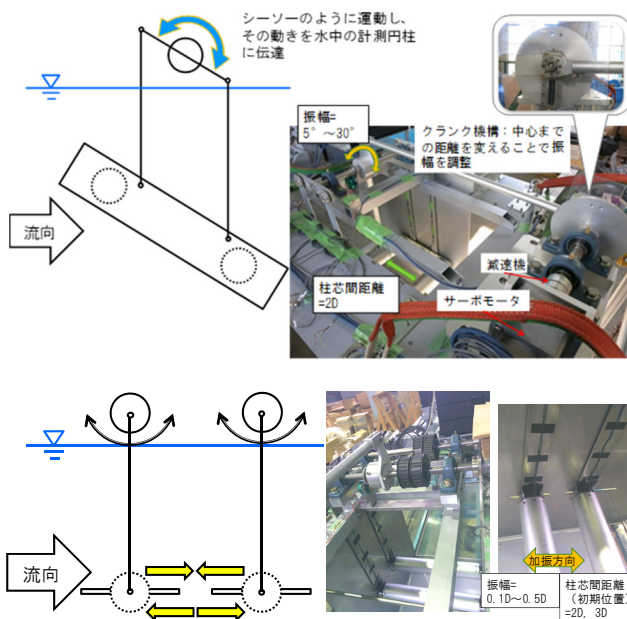 シーソーのように運動し、
その動きを水中の計測円柱
に伝達
振幅=
5°～30°
クランク機構：中心まで
の距離を変えることで振
幅を調整
流向
柱芯間距離
=2D
減速機
サーボモータ
流向
加振方向
振幅=
0.1D～0.5D
柱芯間距離
（初期位置）
=2D, 3D